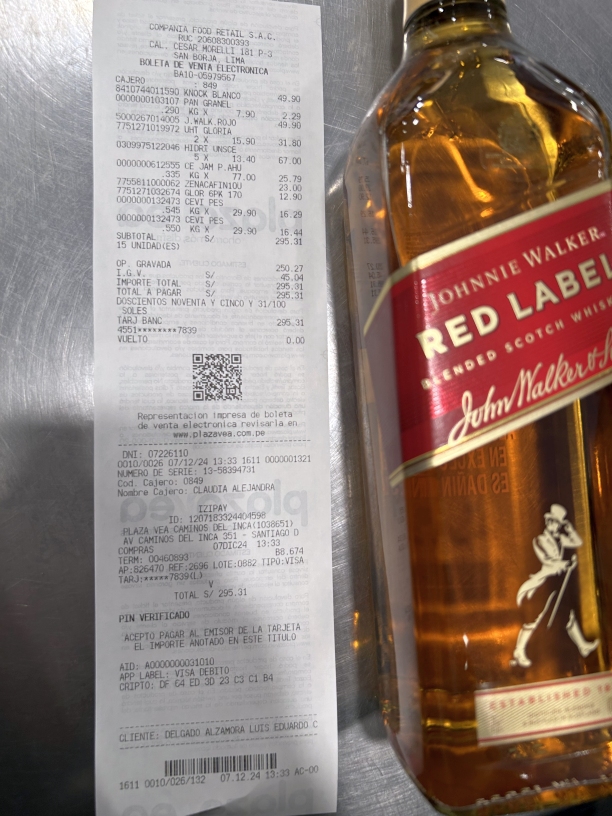 COMPAÑIA FOOD RETAIL S.A.C.
RUC 20608300393
CAL. CESAR MORELLI 181 P-3
SAN BORJA, LIMA
BOLETA DE VENTA ELECTRONICA
BA10-05979567
CAJERO : 849
8410744011590 KNOCK BLANCO 49.90
0000000103107 PAN GRANEL
.290 KG X 7.90 2.29
5000267014005 J.WALK.ROJO 49.90
7751271019972 UHT GLORIA
2 X 15.90 31.80
0309975122046 HIDRT UNSCE
5 X 13.40 67.00
0000000612555 CE JAM P.AHU
.335 KG X 77.00 25.79
7755811000062 ZENACAFIN10U 23.00
7751271032674 GLOR 6PK 170 12.90
0000000132473 CEVI PES
.545 KG X 29.90 16.29
0000000132473 CEVI PES
.550 KG X 29.90 16.44
SUBTOTAL S/ 295.31
15 UNIDAD(ES)
OP. GRAVADA 250.27
I.G.V. S/ 45.04
IMPORTE TOTAL S/ 295.31
TOTAL A PAGAR S/ 295.31
DOSCIENTOS NOVENTA Y CINCO Y 31/100
SOLES
TARJ BANC 295.31
4551********7839
VUELTO 0.00
Representacion impresa de boleta
de venta electronica revisarla en
www.plazavea.com.pe
DNI: 07226110
0010/0026 07/12/24 13:33 1611 0000001321
NUMERO DE SERIE: 13-58394731
Cod. Cajero: 0849
Nombre Cajero: CLAUDIA ALEJANDRA
IZIPAY
ID: 1207183324404598
PLAZA VEA CAMINOS DEL INCA(1038651)
AV CAMINOS DEL INCA 351 - SANTIAGO D
COMPRAS 07DIC24 13:33
TERM: 00460893 B8.674
AP:826470 REF:2696 LOTE:0882 TIPO:VISA
TARJ:*****7839(L)
V
TOTAL S/ 295.31
PIN VERIFICADO
ACEPTO PAGAR AL EMISOR DE LA TARJETA
EL IMPORTE ANOTADO EN ESTE TITULO
AID: A0000000031010
APP LABEL: VISA DEBITO
CRIPTO: DF 64 ED 3D 23 C3 C1 B4
CLIENTE: DELGADO ALZAMORA LUIS EDUARDO C
1611 0010/026/132 07.12.24 13:33 AC-00
JOHNNIE WALKER
RED LABEL
BLENDED SCOTCH WHIS
John Walker & S
ESTABLISHED